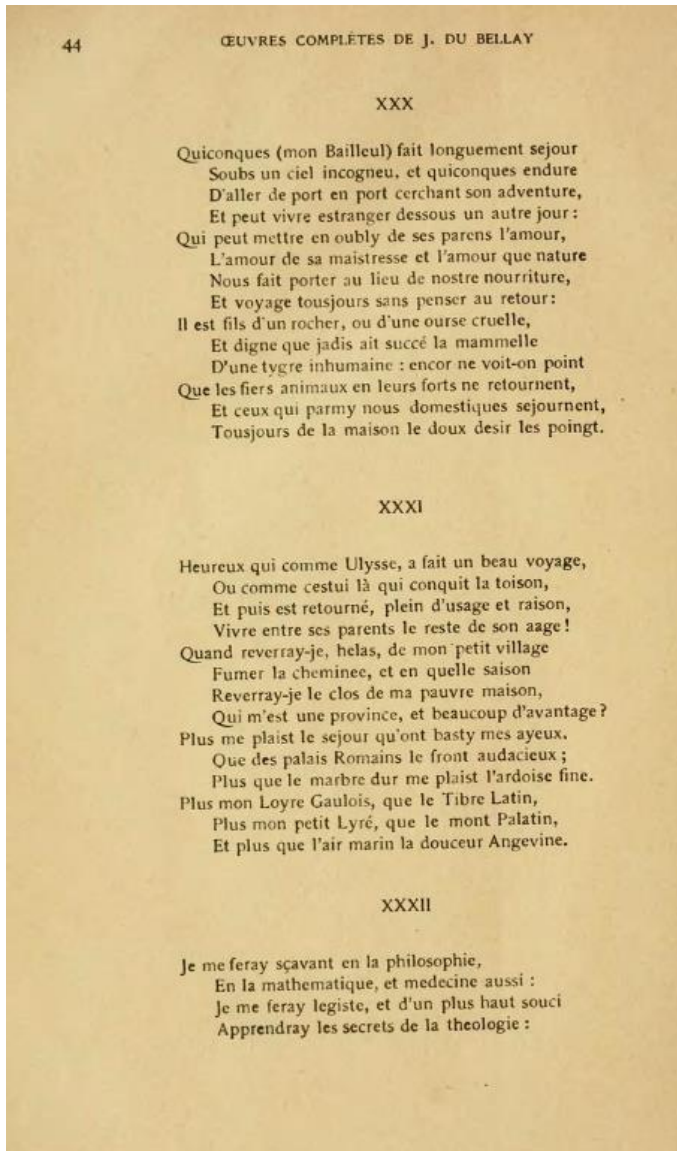 44
ŒUVRES COMPLÈTES DE J. DU BELLAY
XXX
Quiconques (mon Bailleul) fait longuement sejour
Soubs un ciel incogneu, et quiconques endure
D'aller de port en port cerchant son adventure,
Et peut vivre estranger dessous un autre jour :
Qui peut mettre en oubly de ses parens l'amour,
L'amour de sa maistresse et l'amour que nature
Nous fait porter au lieu de nostre nourriture,
Et voyage tousjours sans penser au retour :
Il est fils d'un rocher, ou d'une ourse cruelle,
Et digne que jadis ait succé la mammelle
D'une tygre inhumaine : encor ne voit-on point
Que les fiers animaux en leurs forts ne retournent,
Et ceux qui parmy nous domestiques sejournent,
Tousjours de la maison le doux desir les poingt.
XXXI
Heureux qui comme Ulysse, a fait un beau voyage,
Ou comme cestui là qui conquit la toison,
Et puis est retourné, plein d'usage et raison,
Vivre entre ses parents le reste de son aage !
Quand reverray-je, helas, de mon petit village
Fumer la cheminee, et en quelle saison
Reverray-je le clos de ma pauvre maison,
Qui m'est une province, et beaucoup d'avantage ?
Plus me plaist le sejour qu'ont basty mes ayeux.
Que des palais Romains le front audacieux ;
Plus que le marbre dur me plaist l'ardoise fine.
Plus mon Loyre Gaulois, que le Tibre Latin,
Plus mon petit Lyré, que le mont Palatin,
Et plus que l'air marin la douceur Angevine.
XXXII
Je me feray sçavant en la philosophie,
En la mathematique, et medecine aussi :
Je me feray legiste, et d'un plus haut souci
Apprendray les secrets de la theologie :